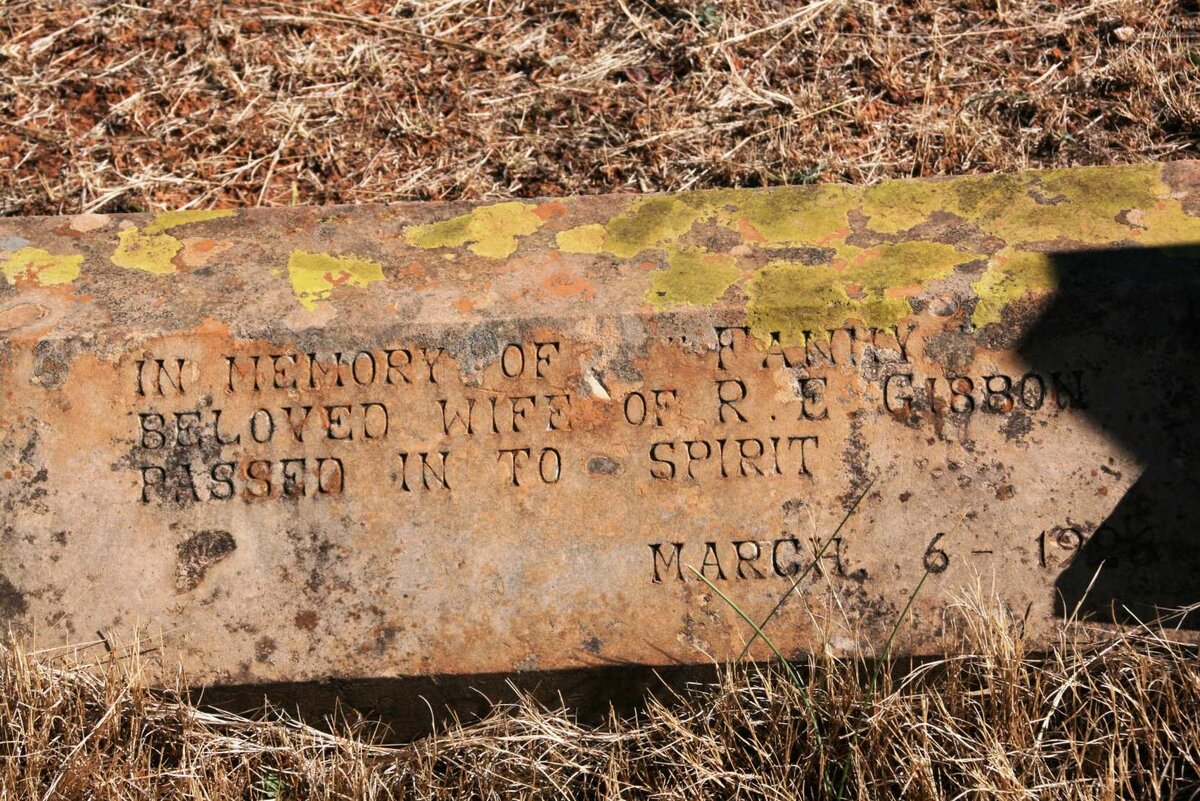 IN MEMORY OF "FANNY
BELOVED WIFE OF R. E GIBBON
PASSED IN TO SPIRIT
MARCH 6 -